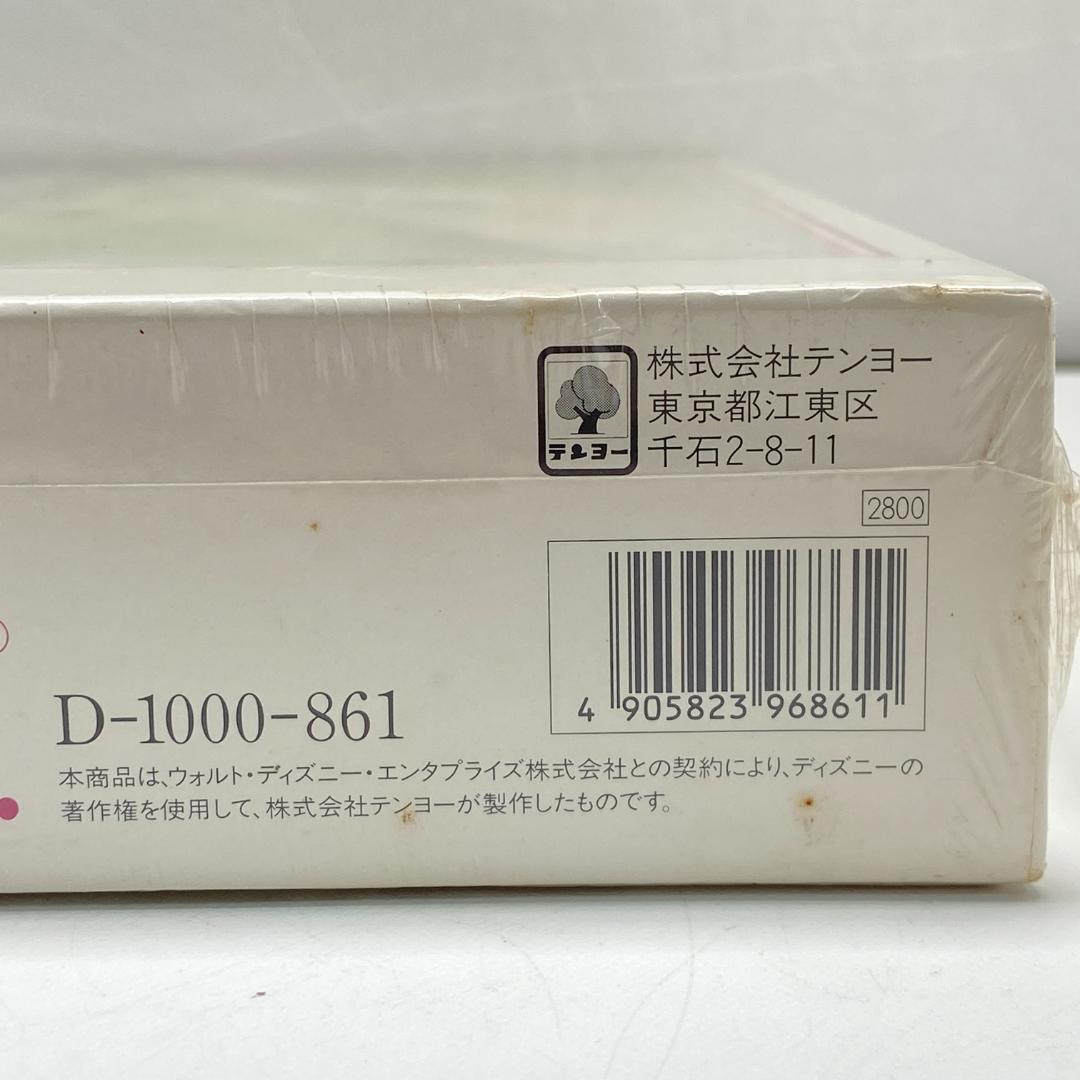 株式会社テンヨー
東京都江東区
千石2-8-11
テンヨー
2800
4 905823 968611
D-1000-861
本商品は、ウォルト・ディズニー・エンタプライズ株式会社との契約により、ディズニーの
著作権を使用して、株式会社テンヨーが製作したものです。